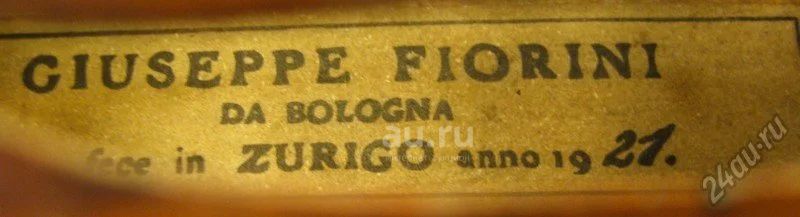 GIUSEPPE FIORINI
DA BOLOGNA
au.ru
fece in ZURIGO anno 1921.
24au.ru